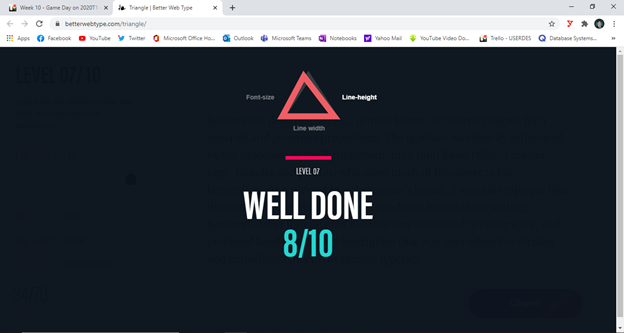 Week 10 - Game Day on 2020T1
Triangle | Better Web Type
betterwebtype.com/triangle/
Apps Facebook YouTube Twitter Microsoft Office Ho... Outlook Microsoft Teams Notebooks Yahoo Mail YouTube Video Do... Trello - USERDES Database Systems... »
LEVEL 07/10
Font-size
Line-height
Line width
LEVEL 07
WELL DONE
8/10